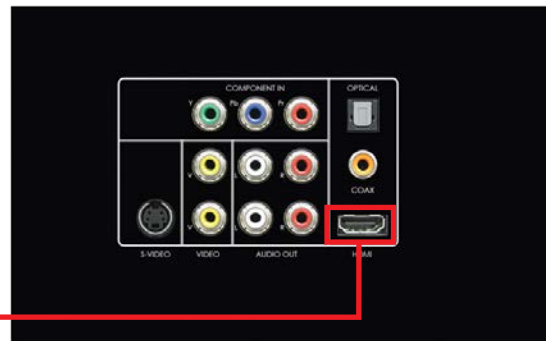 COMPONENT IN
OPTICAL
Y
Pb
Pr
V
L
R
COAX
V
L
R
S-VIDEO
VIDEO
AUDIO OUT
HDMI